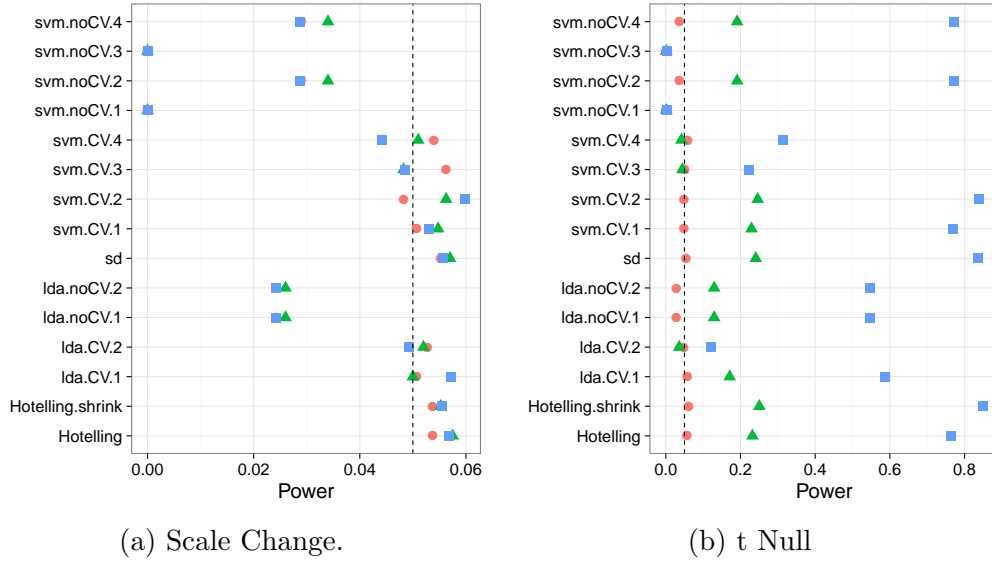 svm.noCV.4
svm.noCV.3
svm.noCV.2
svm.noCV.1
svm.CV.4
svm.CV.3
svm.CV.2
svm.CV.1
sd
lda.noCV.2
lda.noCV.1
lda.CV.2
lda.CV.1
Hotelling.shrink
Hotelling
0.00 0.02 0.04 0.06
Power
(a) Scale Change.
svm.noCV.4
svm.noCV.3
svm.noCV.2
svm.noCV.1
svm.CV.4
svm.CV.3
svm.CV.2
svm.CV.1
sd
lda.noCV.2
lda.noCV.1
lda.CV.2
lda.CV.1
Hotelling.shrink
Hotelling
0.0 0.2 0.4 0.6 0.8
Power
(b) t Null